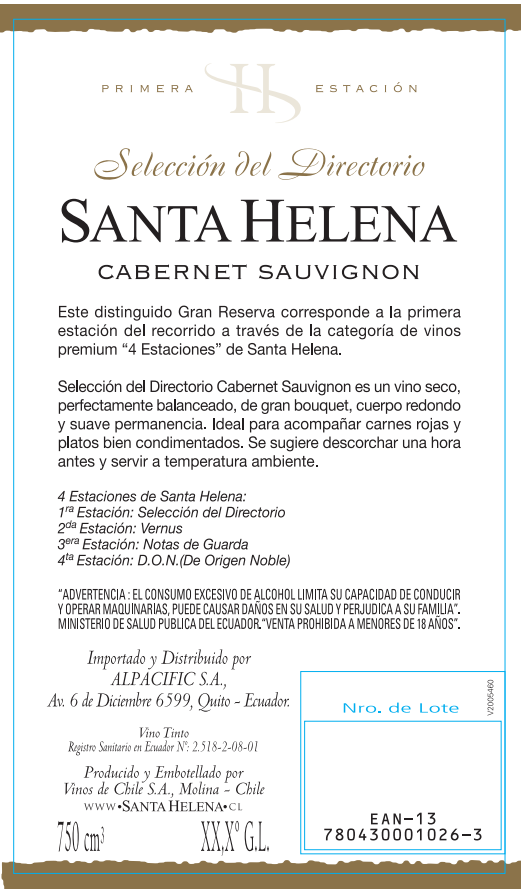 PRIMERA H ESTACIÓN
Selección del Directorio
SANTA HELENA
CABERNET SAUVIGNON
Este distinguido Gran Reserva corresponde a la primera
estación del recorrido a través de la categoría de vinos
premium “4 Estaciones” de Santa Helena.
Selección del Directorio Cabernet Sauvignon es un vino seco,
perfectamente balanceado, de gran bouquet, cuerpo redondo
y suave permanencia. Ideal para acompañar carnes rojas y
platos bien condimentados. Se sugiere descorchar una hora
antes y servir a temperatura ambiente.
4 Estaciones de Santa Helena:
1ra Estación: Selección del Directorio
2da Estación: Vernus
3era Estación: Notas de Guarda
4ta Estación: D.O.N.(De Origen Noble)
“ADVERTENCIA : EL CONSUMO EXCESIVO DE ALCOHOL LIMITA SU CAPACIDAD DE CONDUCIR
Y OPERAR MAQUINARIAS, PUEDE CAUSAR DAÑOS EN SU SALUD Y PERJUDICA A SU FAMILIA”.
MINISTERIO DE SALUD PUBLICA DEL ECUADOR.“VENTA PROHIBIDA A MENORES DE 18 AÑOS”.
Importado y Distribuido por
ALPACIFIC S.A.,
Av. 6 de Diciembre 6599, Quito - Ecuador.
Vino Tinto
Registro Sanitario en Ecuador Nº: 2.518-2-08-01
Producido y Embotellado por
Vinos de Chile S.A., Molina - Chile
WWW•SANTA HELENA•CL
750 cm³ XX,Xº G.L.
Nro. de Lote
V2005460
EAN-13
780430001026-3